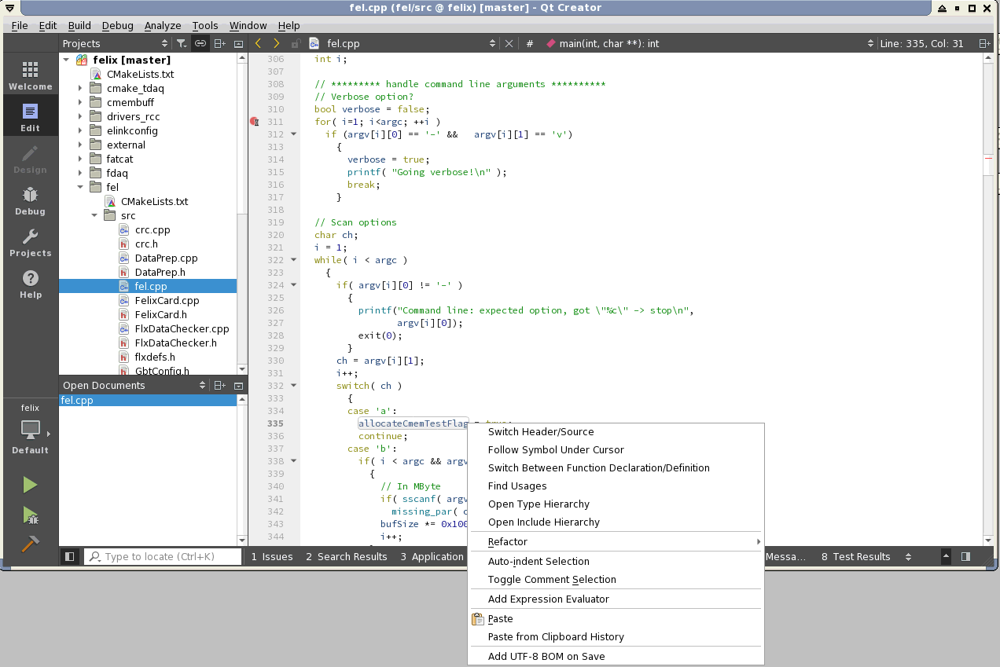 fel.cpp (fel/src @ felix) [master] - Qt Creator
File Edit Build Debug Analyze Tools Window Help
Projects
fel.cpp
#
main(int, char **): int
Line: 335, Col: 31
Welcome
Edit
Design
Debug
Projects
Help
felix
Default
felix [master]
CMakeLists.txt
cmake_tdaq
cmembuff
drivers_rcc
elinkconfig
external
fatcat
fdaq
fel
CMakeLists.txt
src
crc.cpp
crc.h
DataPrep.cpp
DataPrep.h
fel.cpp
FelixCard.cpp
FelixCard.h
FlxDataChecker.cpp
FlxDataChecker.h
flxdefs.h
GbtConfig.h
Open Documents
fel.cpp
306 int i;
307
308 // ********* handle command line arguments **********
309 // Verbose option?
310 bool verbose = false;
311 for( i=1; i<argc; ++i )
312 if (argv[i][0] == '-' &&   argv[i][1] == 'v')
313 {
314 verbose = true;
315 printf( "Going verbose!\n" );
316 break;
317 }
318
319 // Scan options
320 char ch;
321 i = 1;
322 while( i < argc )
323 {
324 if( argv[i][0] != '-' )
325 {
326 printf("Command line: expected option, got \"%c\" -> stop\n",
327 argv[i][0]);
328 exit(0);
329 }
330 ch = argv[i][1];
331 i++;
332 switch( ch )
333 {
334 case 'a':
335 allocateCmemTestFlag = true;
336 continue;
337 case 'b':
338 if( i < argc && argv
339 {
340 // In MByte
341 if( sscanf( argv
342 missing_par( c
343 bufSize *= 0x100
344 i++;
Switch Header/Source
Follow Symbol Under Cursor
Switch Between Function Declaration/Definition
Find Usages
Open Type Hierarchy
Open Include Hierarchy
Refactor
Auto-indent Selection
Toggle Comment Selection
Add Expression Evaluator
Paste
Paste from Clipboard History
Add UTF-8 BOM on Save
Type to locate (Ctrl+K)
1 Issues
2 Search Results
3 Application
Messa...
8 Test Results